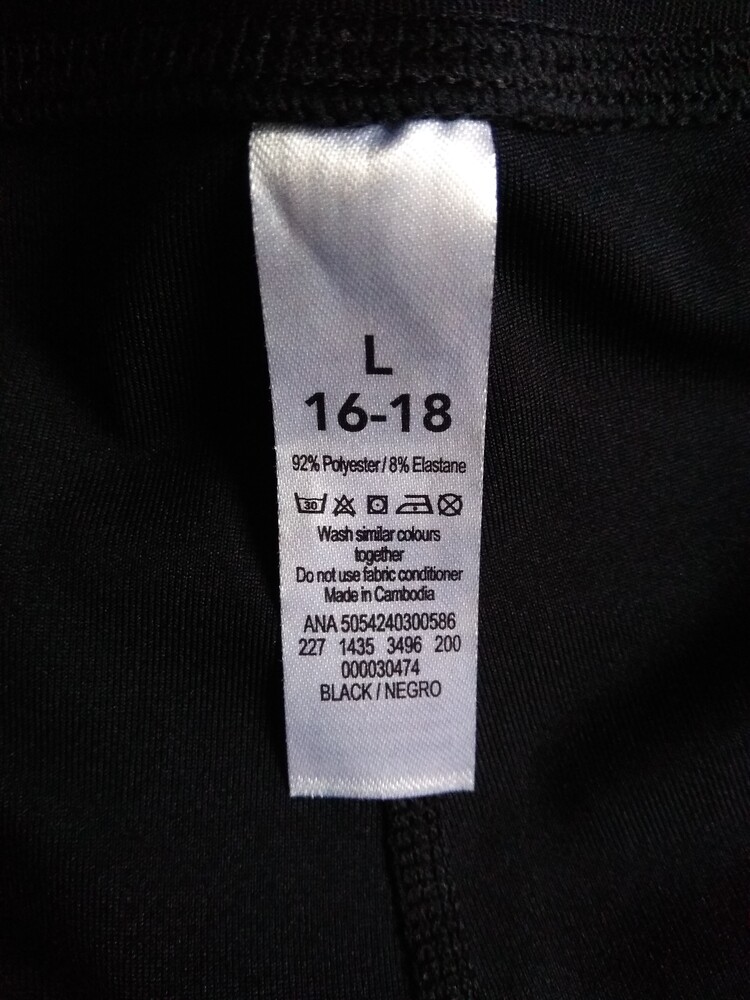 L
16-18
92% Polyester / 8% Elastane
30
Wash similar colours
together
Do not use fabric conditioner
Made in Cambodia
ANA 5054240300586
227 1435 3496 200
000030474
BLACK / NEGRO